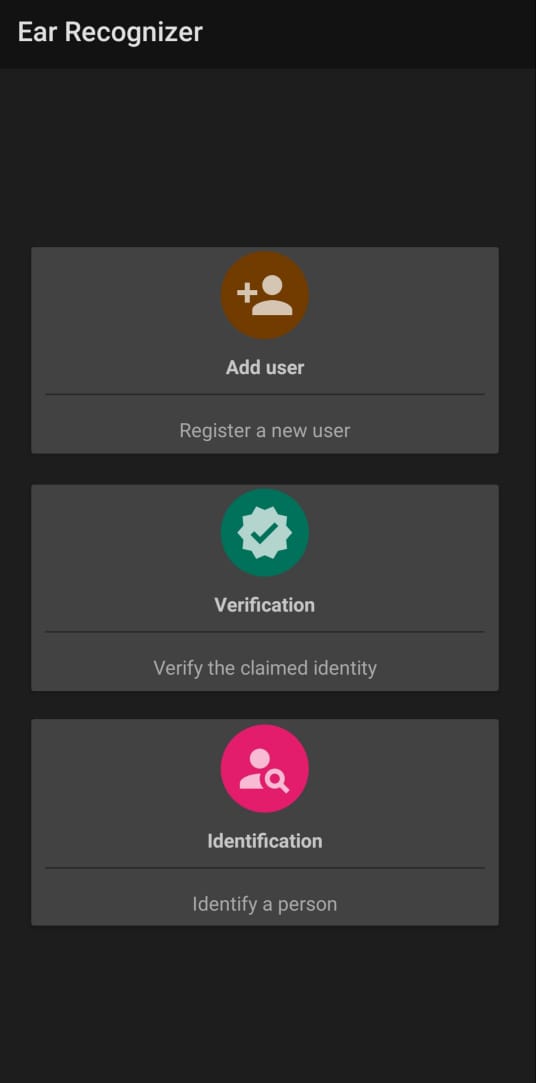 Ear Recognizer
Add user
Register a new user
Verification
Verify the claimed identity
Identification
Identify a person